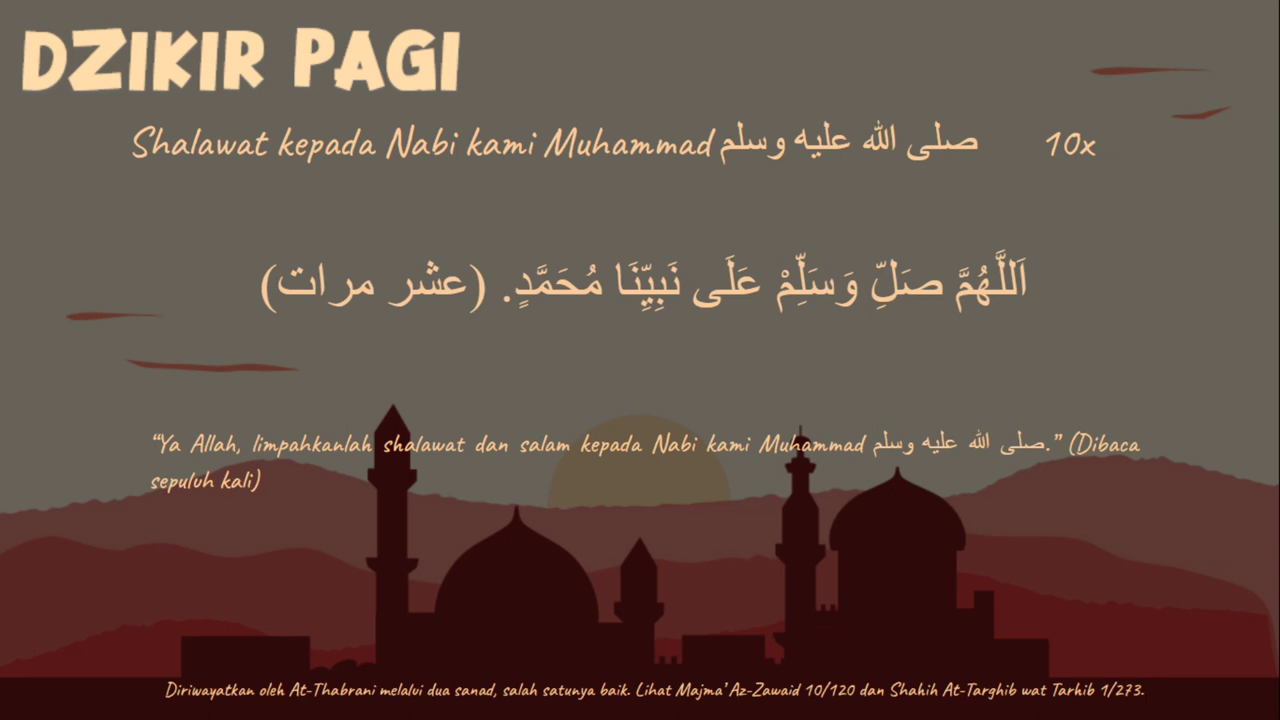 DZIKIR PAGI
Shalawat kepada Nabi kami Muhammad صلى الله عليه وسلم 10x
اَللَّهُمَّ صَلِّ وَسَلِّمْ عَلَى نَبِيِّنَا مُحَمَّدٍ. (عشر مرات)
“Ya Allah, limpahkanlah shalawat dan salam kepada Nabi kami Muhammad صلى الله عليه وسلم.” (Dibaca
sepuluh kali)
Diriwayatkan oleh At-Thabrani melalui dua sanad, salah satunya baik. Lihat Majma’ Az-Zawaid 10/120 dan Shahih At-Targhib wat Tarhib 1/273.